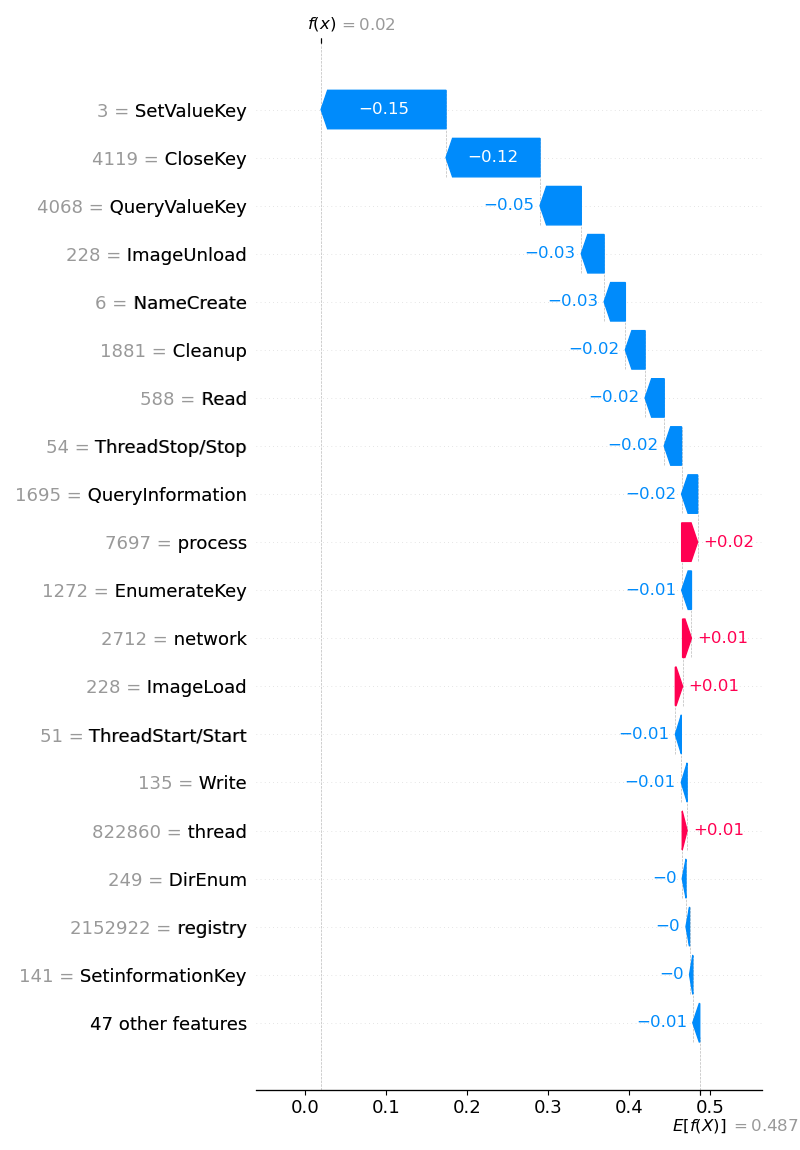 f(x) = 0.02
3 = SetValueKey −0.15
4119 = CloseKey −0.12
4068 = QueryValueKey −0.05
228 = ImageUnload −0.03
6 = NameCreate −0.03
1881 = Cleanup −0.02
588 = Read −0.02
54 = ThreadStop/Stop −0.02
1695 = QueryInformation −0.02
7697 = process +0.02
1272 = EnumerateKey −0.01
2712 = network +0.01
228 = ImageLoad +0.01
51 = ThreadStart/Start −0.01
135 = Write −0.01
822860 = thread +0.01
249 = DirEnum −0
2152922 = registry −0
141 = SetinformationKey −0
47 other features −0.01
0.0 0.1 0.2 0.3 0.4 0.5
E[f(X)] = 0.487